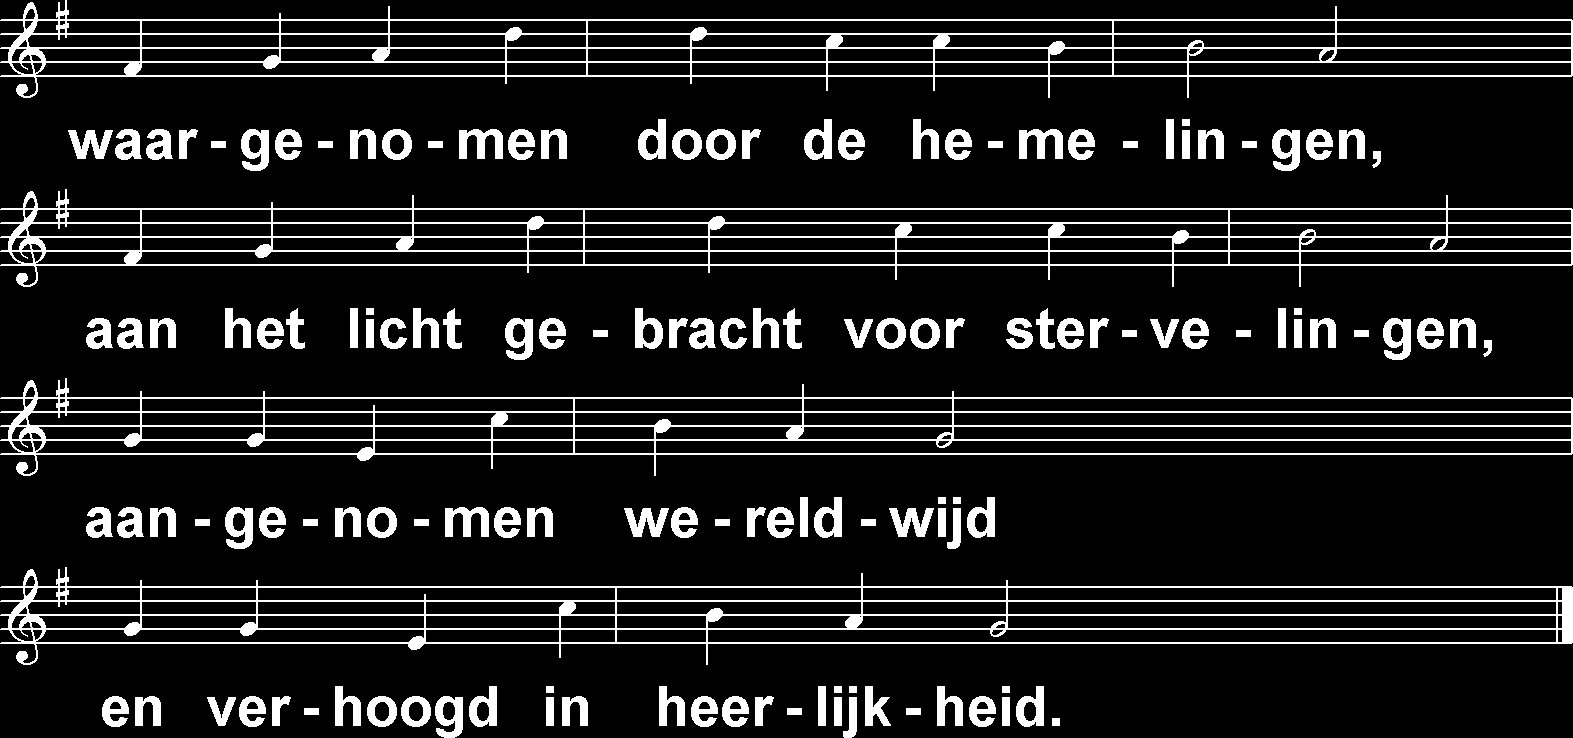 waar - ge - no - men door de he - me - lin - gen,
aan het licht ge - bracht voor ster - ve - lin - gen,
aan - ge - no - men we - reld - wijd
en ver - hoogd in heer - lijk - heid.